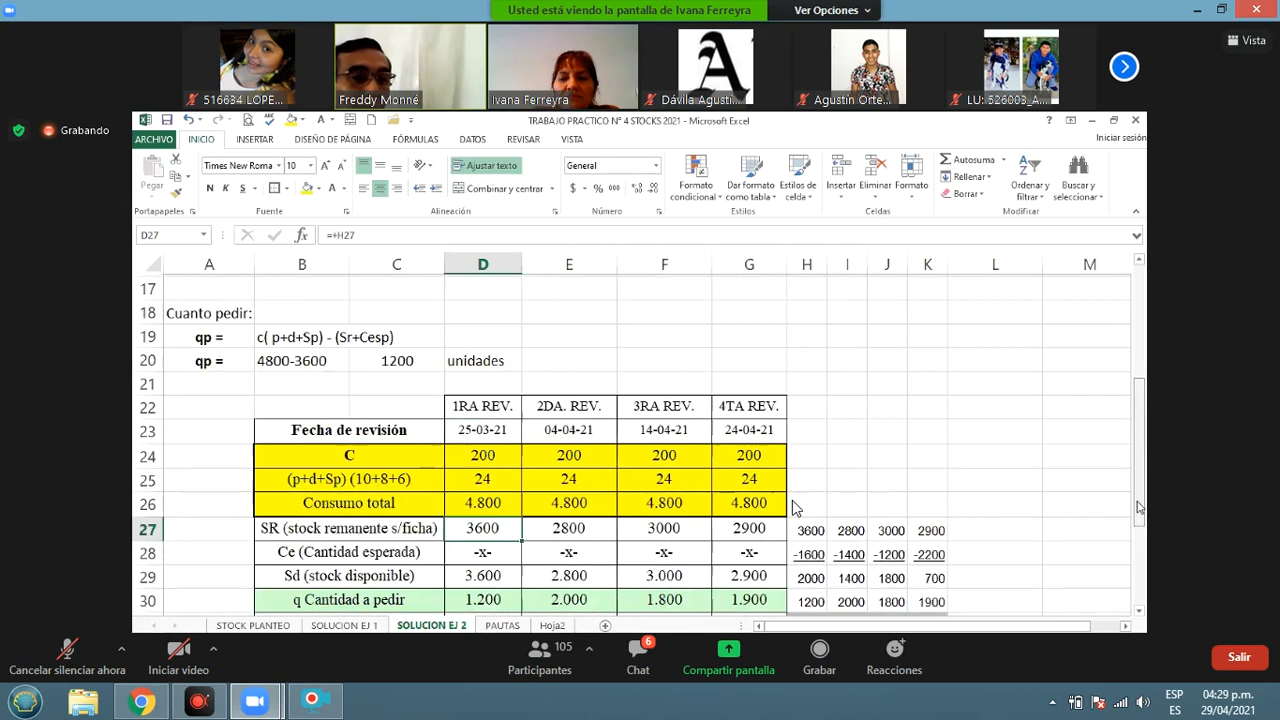 Usted está viendo la pantalla de Ivana Ferreyra
Ver Opciones
Vista
516634 LOPE...
Freddy Monné
Ivana Ferreyra
Dávila Agusti...
Agustín Orte...
LU: 526003_A...
Grabando
TRABAJO PRACTICO N° 4 STOCKS 2021 - Microsoft Excel
ARCHIVO INICIO INSERTAR DISEÑO DE PÁGINA FÓRMULAS DATOS REVISAR VISTA Iniciar sesión
Pegar
Times New Roma 10
N K S
Ajustar texto
Combinar y centrar
General
$ % 000
Formato condicional
Dar formato como tabla
Estilos de celda
Insertar
Eliminar
Formato
Autosuma
Rellenar
Borrar
Ordenar y filtrar
Buscar y seleccionar
Portapapeles Fuente Alineación Número Estilos Celdas Modificar
D27 fx =+H27
A B C D E F G H I J K L M
17
18 Cuanto pedir:
19 qp = c( p+d+Sp) - (Sr+Cesp)
20 qp = 4800-3600 1200 unidades
21
22 1RA REV. 2DA. REV. 3RA REV. 4TA REV.
23 Fecha de revisión 25-03-21 04-04-21 14-04-21 24-04-21
24 C 200 200 200 200
25 (p+d+Sp) (10+8+6) 24 24 24 24
26 Consumo total 4.800 4.800 4.800 4.800
27 SR (stock remanente s/ficha) 3600 2800 3000 2900 3600 2800 3000 2900
28 Ce (Cantidad esperada) -x- -x- -x- -x- -1600 -1400 -1200 -2200
29 Sd (stock disponible) 3.600 2.800 3.000 2.900 2000 1400 1800 700
30 q Cantidad a pedir 1.200 2.000 1.800 1.900 1200 2000 1800 1900
STOCK PLANTEO SOLUCION EJ 1 SOLUCION EJ 2 PAUTAS Hoja2
Cancelar silenciar ahora
Iniciar video
105
Participantes
6
Chat
Compartir pantalla
Grabar
Reacciones
Salir
ESP
ES
04:29 p.m.
29/04/2021